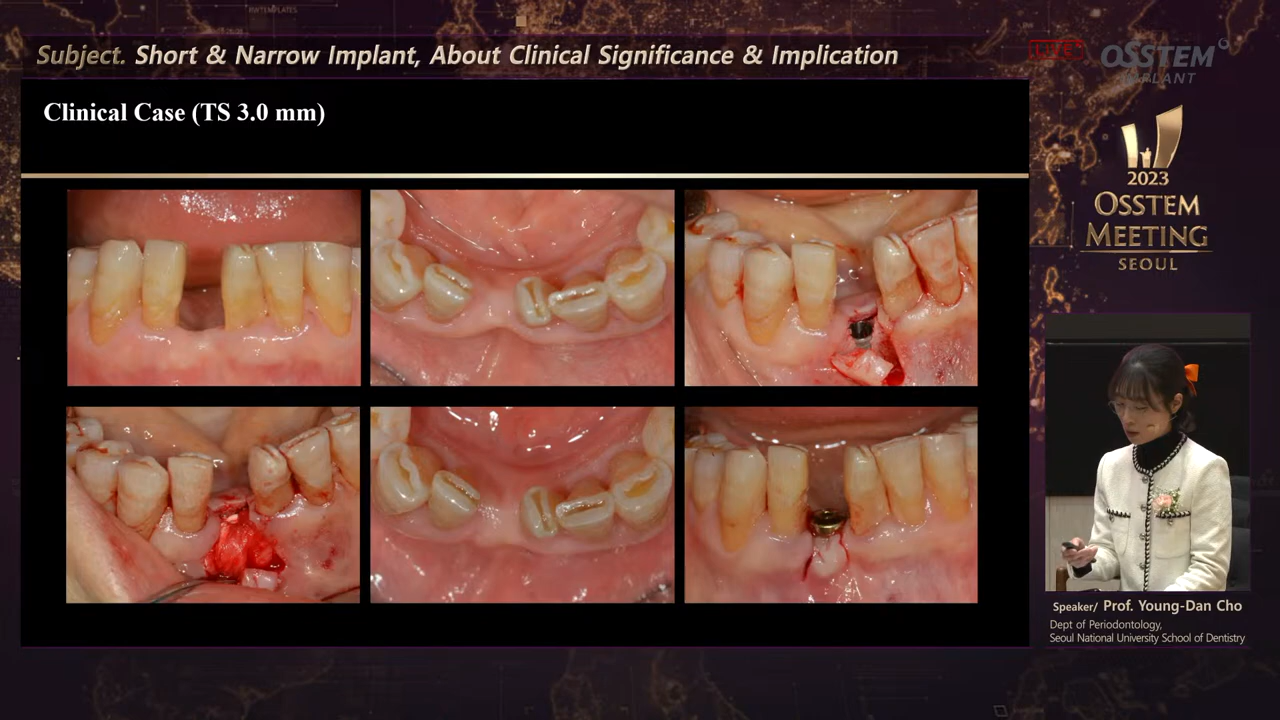 RWTEMPLATES
Subject. Short & Narrow Implant, About Clinical Significance & Implication
LIVE
OSSTEM
IMPLANT
Clinical Case (TS 3.0 mm)
2023
OSSTEM
MEETING
SEOUL
Speaker/ Prof. Young-Dan Cho
Dept of Periodontology,
Seoul National University School of Dentistry